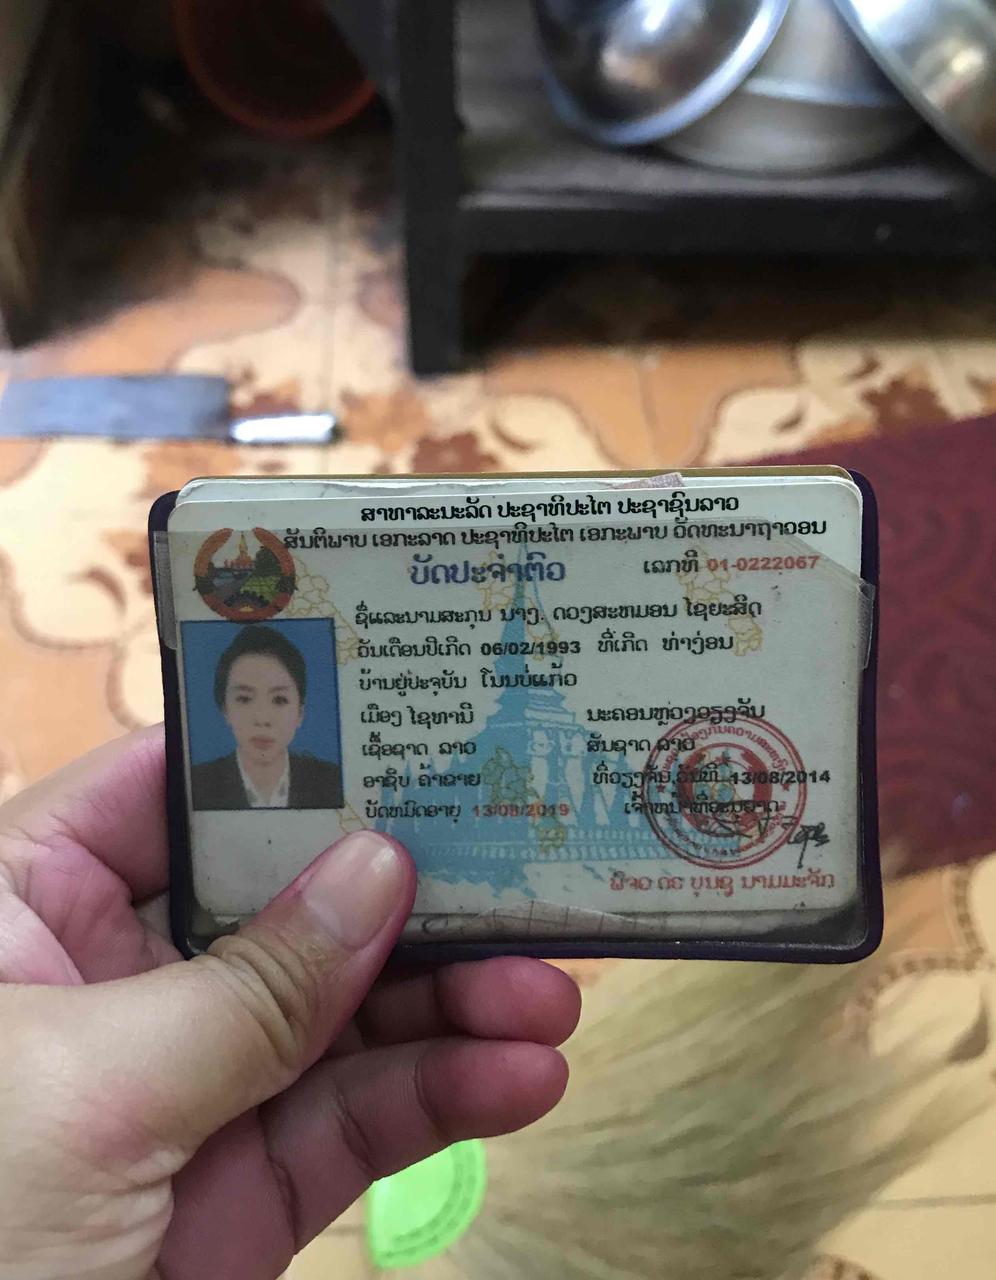 ສາທາລະນະລັດ ປະຊາທິປະໄຕ ປະຊາຊົນລາວ
ສັນຕິພາບ ເອກະລາດ ປະຊາທິປະໄຕ ເອກະພາບ ວັດທະນາຖາວອນ
ບັດປະຈຳຕົວ ເລກທີ 01-0222067
ຊື່ແລະນາມສະກຸນ ນາງ. ດວງສະຫມອນ ໄຊຍະສິດ
ວັນເດືອນປີເກີດ 06/02/1993 ທີ່ເກີດ ທ່າງ່ອນ
ບ້ານຢູ່ປະຈຸບັນ ໂນນບໍ່ແກ້ວ
ເມືອງ ໄຊທານີ ນະຄອນຫຼວງວຽງຈັນ
ເຊື້ອຊາດ ລາວ ສັນຊາດ ລາວ
ອາຊີບ ຄ້າຂາຍ ທີ່ວຽງຈັນ,ວັນທີ 13/08/2014
ບັດຫມົດອາຍຸ 13/08/2019 ເຈົ້າຫນ້າທີ່ອະນຸຍາດ
ບຸນຊູ ນາມມະຈັກ